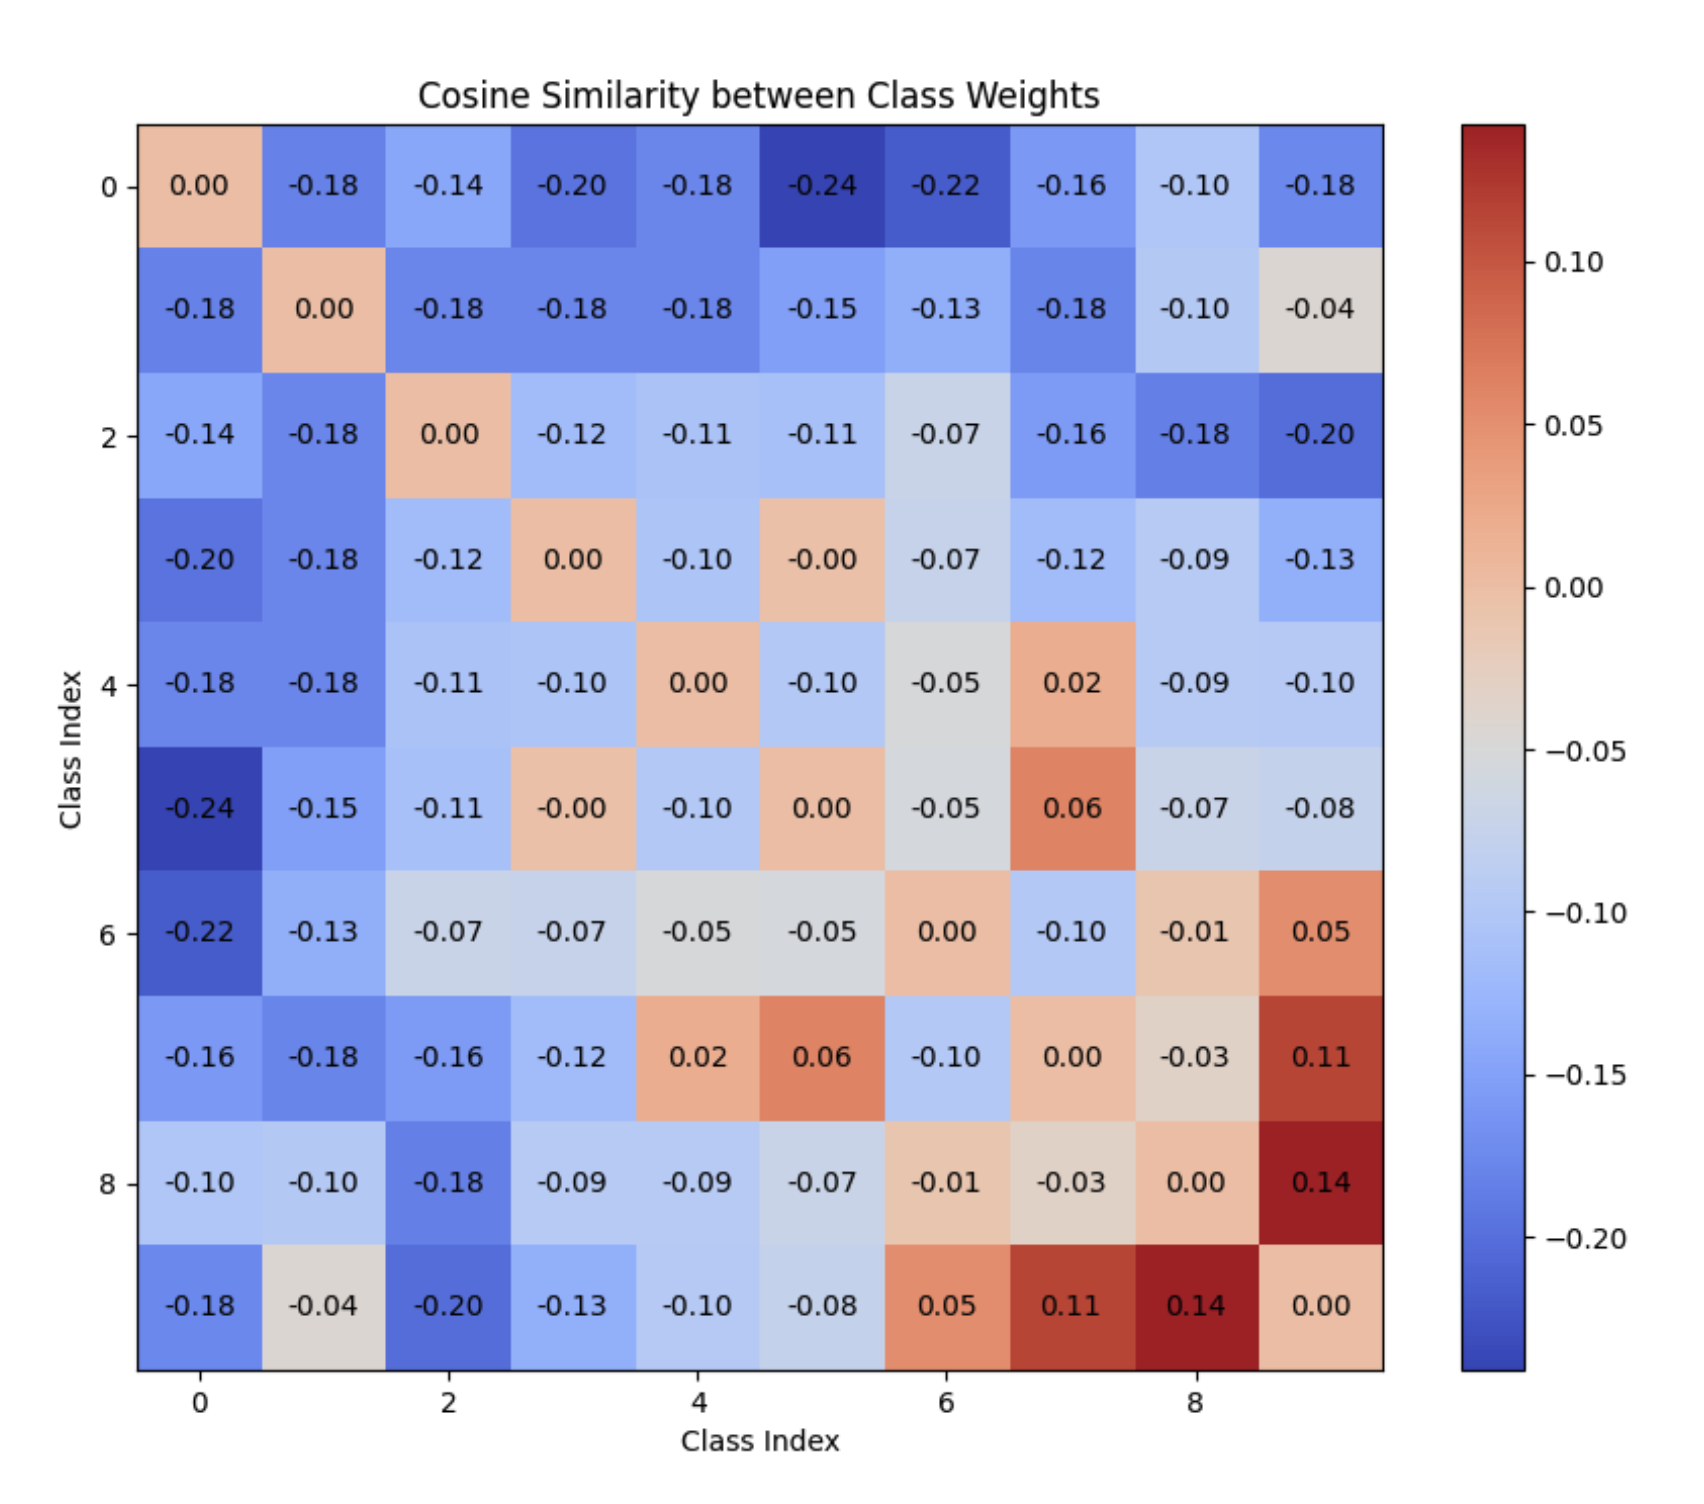 Cosine Similarity between Class Weights
0 0.00 -0.18 -0.14 -0.20 -0.18 -0.24 -0.22 -0.16 -0.10 -0.18
-0.18 0.00 -0.18 -0.18 -0.18 -0.15 -0.13 -0.18 -0.10 -0.04
2 -0.14 -0.18 0.00 -0.12 -0.11 -0.11 -0.07 -0.16 -0.18 -0.20
-0.20 -0.18 -0.12 0.00 -0.10 -0.00 -0.07 -0.12 -0.09 -0.13
4 -0.18 -0.18 -0.11 -0.10 0.00 -0.10 -0.05 0.02 -0.09 -0.10
-0.24 -0.15 -0.11 -0.00 -0.10 0.00 -0.05 0.06 -0.07 -0.08
6 -0.22 -0.13 -0.07 -0.07 -0.05 -0.05 0.00 -0.10 -0.01 0.05
-0.16 -0.18 -0.16 -0.12 0.02 0.06 -0.10 0.00 -0.03 0.11
8 -0.10 -0.10 -0.18 -0.09 -0.09 -0.07 -0.01 -0.03 0.00 0.14
-0.18 -0.04 -0.20 -0.13 -0.10 -0.08 0.05 0.11 0.14 0.00
0 2 4 6 8
Class Index
Class Index
0.10
0.05
0.00
−0.05
−0.10
−0.15
−0.20